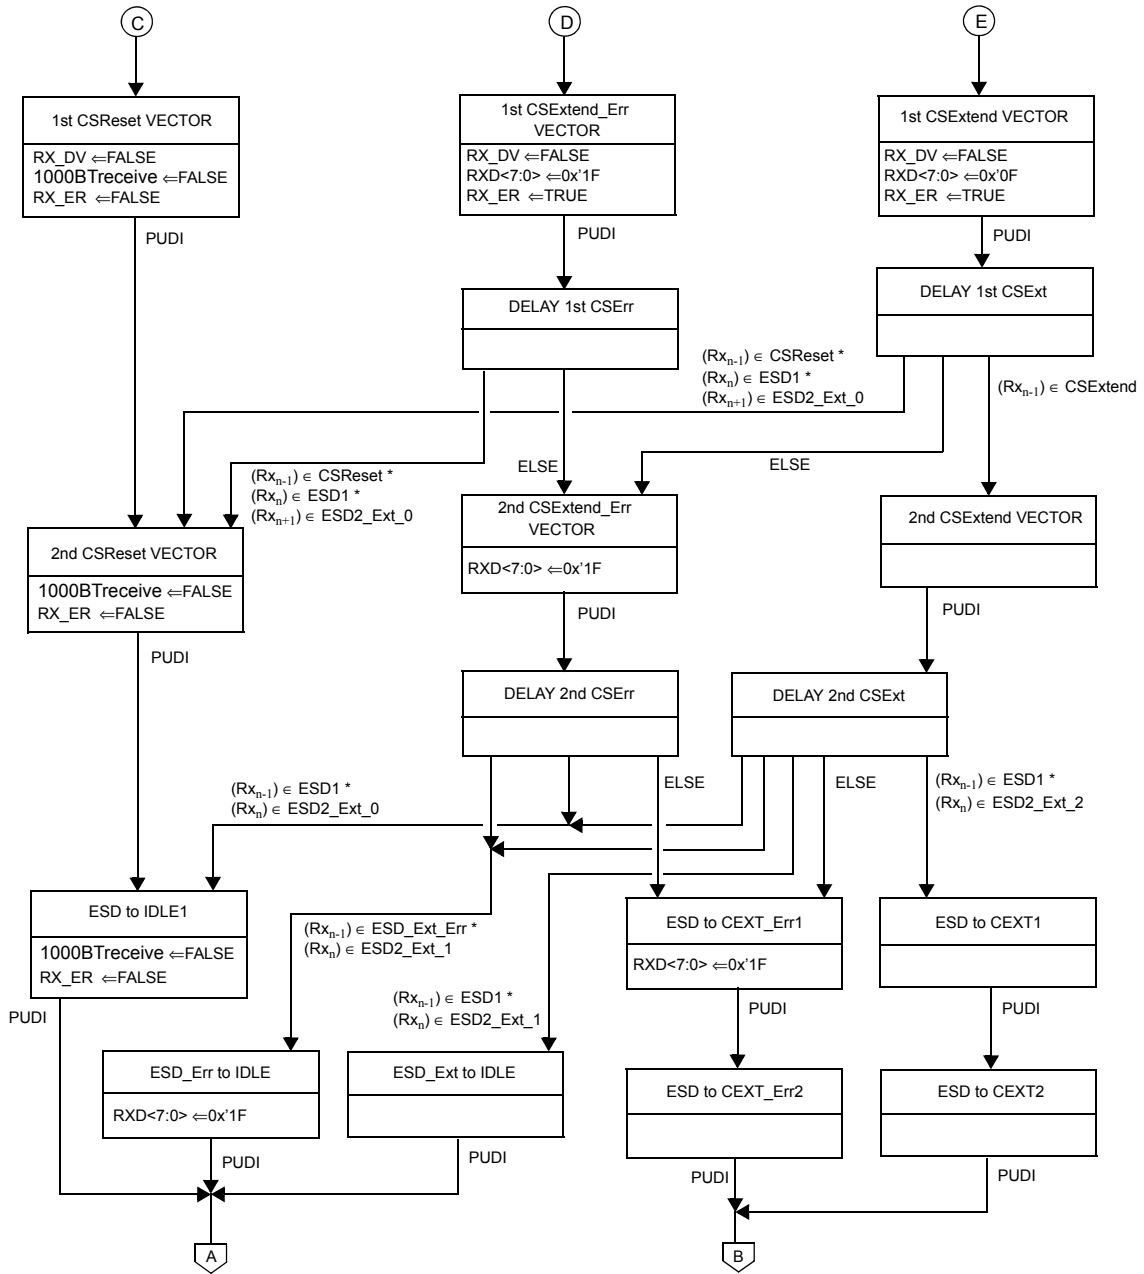 C
D
E
1st CSReset VECTOR
RX_DV ⇐FALSE
1000BTreceive ⇐FALSE
RX_ER ⇐FALSE
PUDI
1st CSExtend_Err
VECTOR
RX_DV ⇐FALSE
RXD<7:0> ⇐0x'1F
RX_ER ⇐TRUE
PUDI
1st CSExtend VECTOR
RX_DV ⇐FALSE
RXD<7:0> ⇐0x'0F
RX_ER ⇐TRUE
PUDI
DELAY 1st CSErr
DELAY 1st CSExt
(Rxn-1) ∈ CSReset *
(Rxn) ∈ ESD1 *
(Rxn+1) ∈ ESD2_Ext_0
(Rxn-1) ∈ CSExtend
(Rxn-1) ∈ CSReset *
(Rxn) ∈ ESD1 *
(Rxn+1) ∈ ESD2_Ext_0
ELSE
ELSE
2nd CSReset VECTOR
1000BTreceive ⇐FALSE
RX_ER ⇐FALSE
PUDI
2nd CSExtend_Err
VECTOR
RXD<7:0> ⇐0x'1F
PUDI
2nd CSExtend VECTOR
PUDI
DELAY 2nd CSErr
DELAY 2nd CSExt
(Rxn-1) ∈ ESD1 *
(Rxn) ∈ ESD2_Ext_0
ELSE
ELSE
(Rxn-1) ∈ ESD1 *
(Rxn) ∈ ESD2_Ext_2
ESD to IDLE1
1000BTreceive ⇐FALSE
RX_ER ⇐FALSE
PUDI
(Rxn-1) ∈ ESD_Ext_Err *
(Rxn) ∈ ESD2_Ext_1
(Rxn-1) ∈ ESD1 *
(Rxn) ∈ ESD2_Ext_1
ESD to CEXT_Err1
RXD<7:0> ⇐0x'1F
PUDI
ESD to CEXT1
PUDI
ESD_Err to IDLE
RXD<7:0> ⇐0x'1F
PUDI
ESD_Ext to IDLE
PUDI
ESD to CEXT_Err2
PUDI
ESD to CEXT2
PUDI
A
B